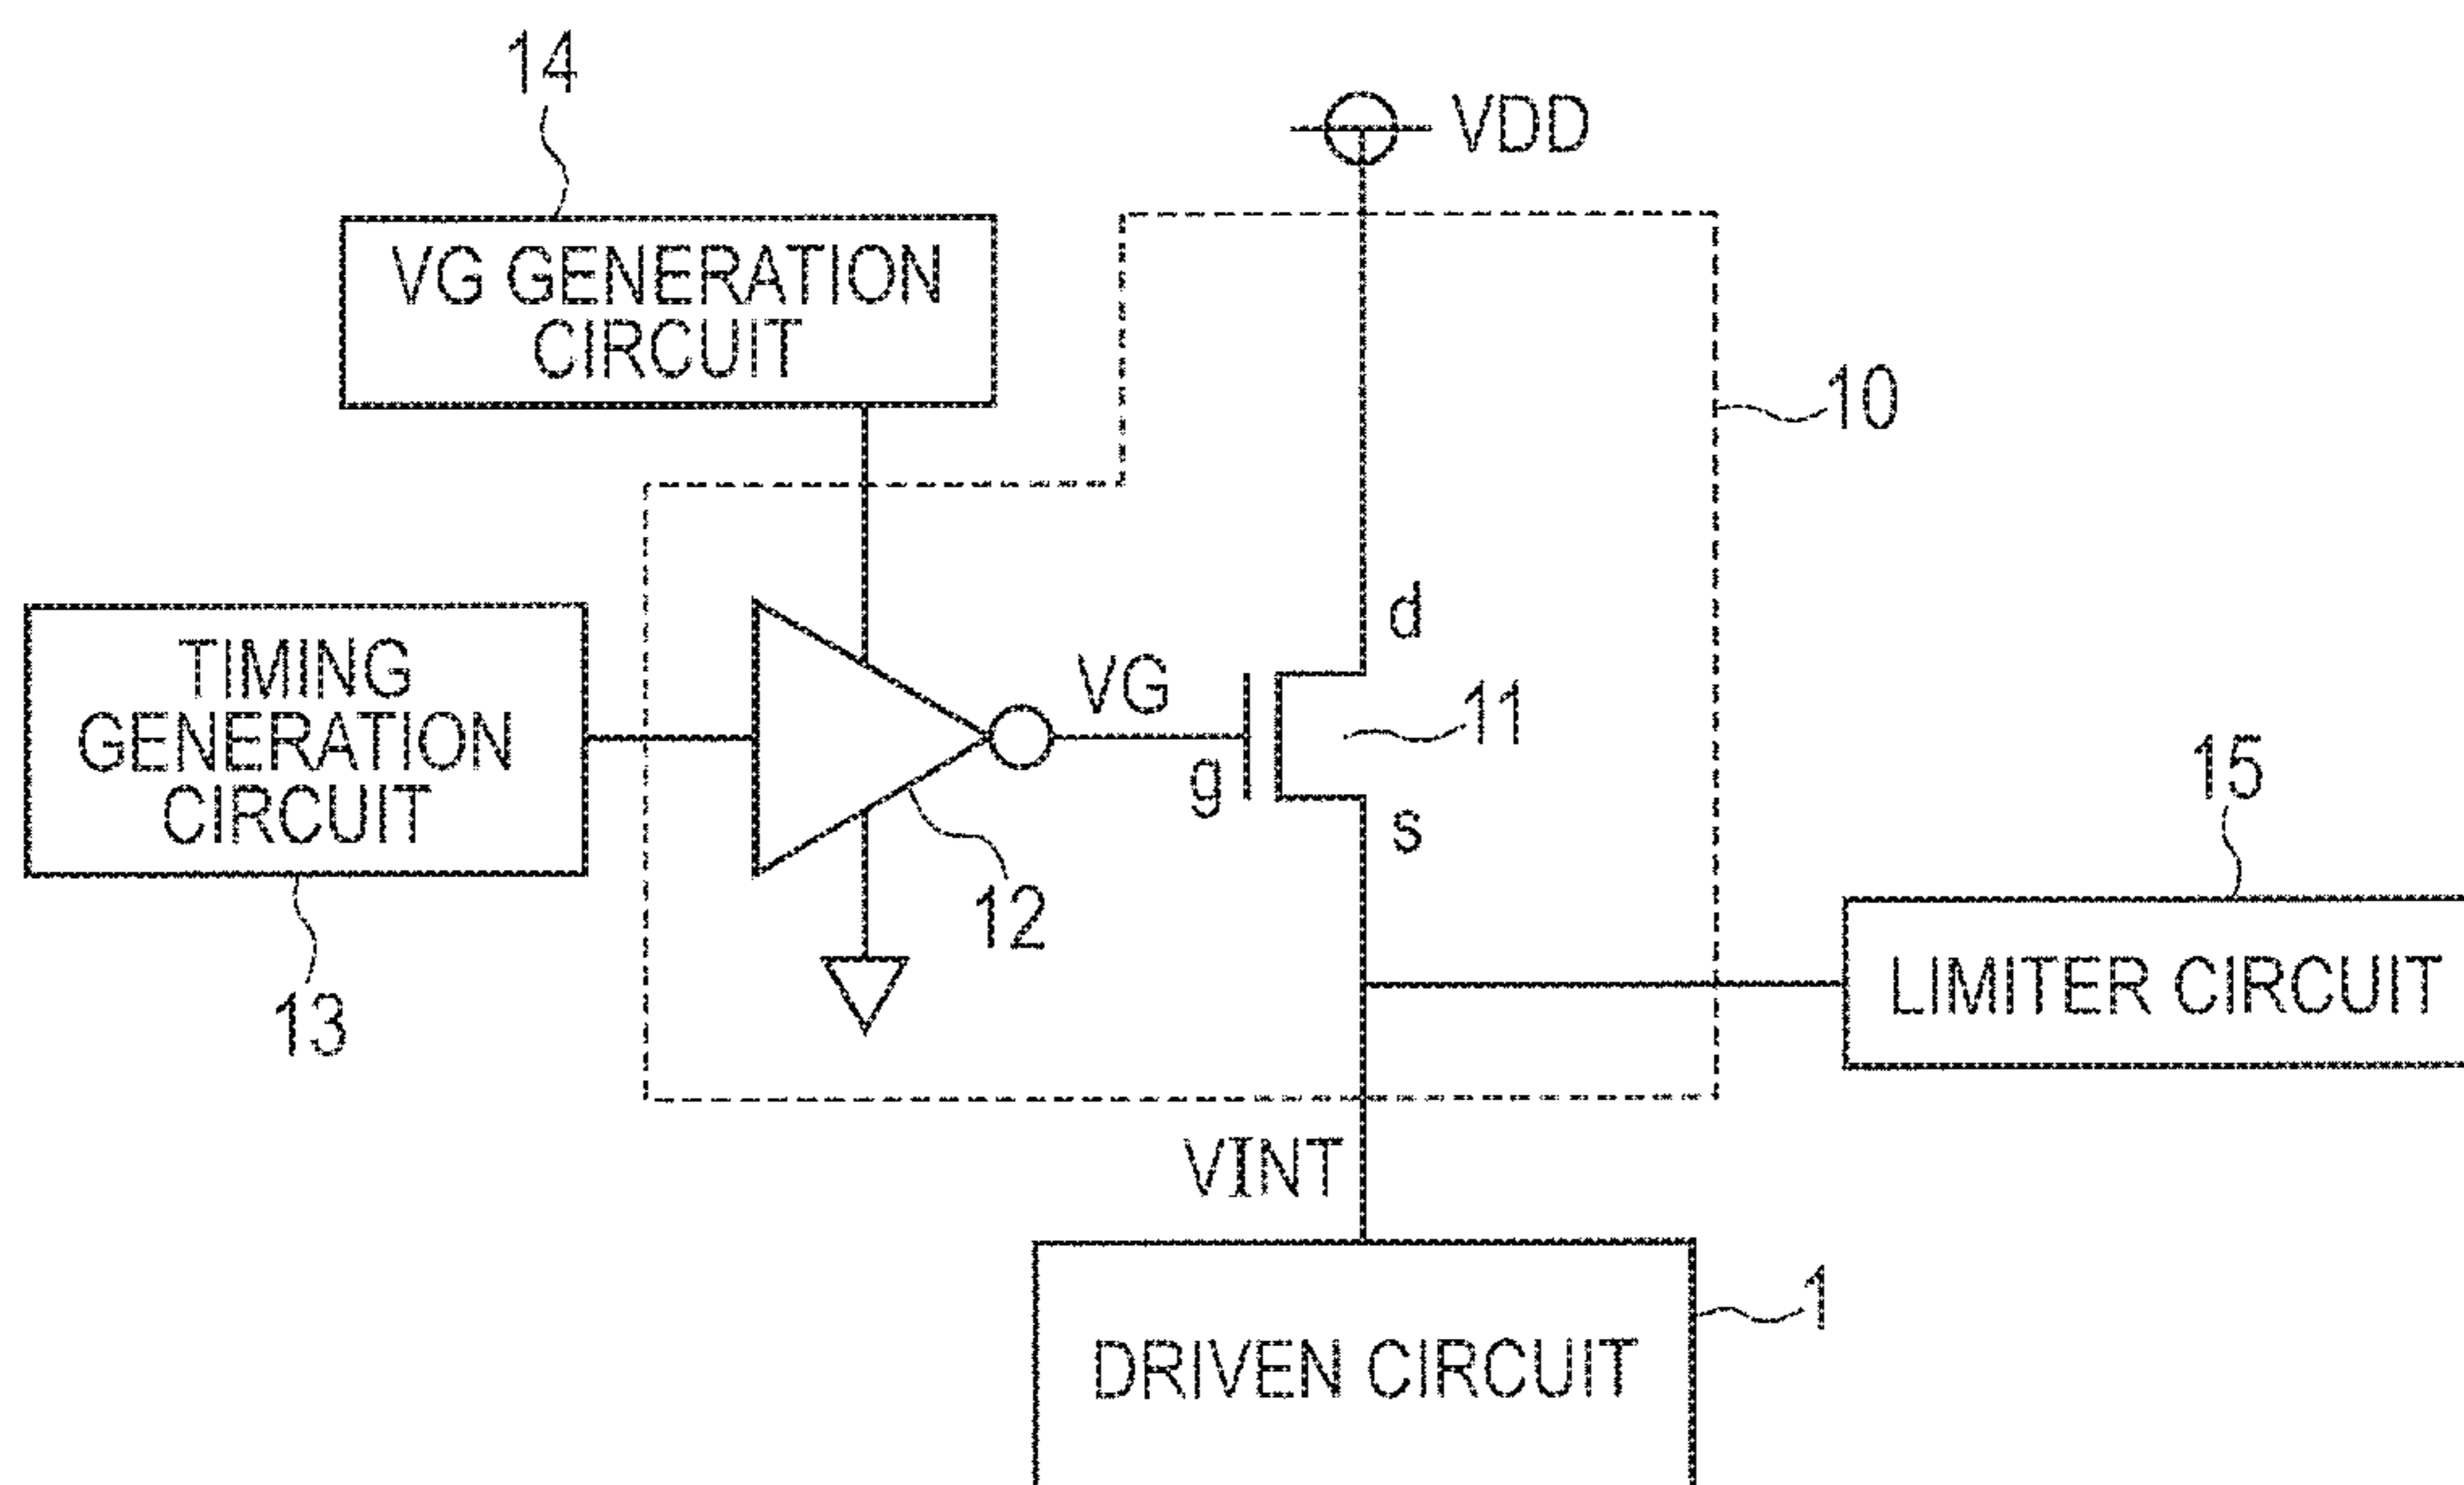 14
VDD
VG GENERATION
CIRCUIT
10
d
TIMING
GENERATION
CIRCUIT
VG
11
g
s
15
12
13
LIMITER CIRCUIT
VINT
1
DRIVEN CIRCUIT